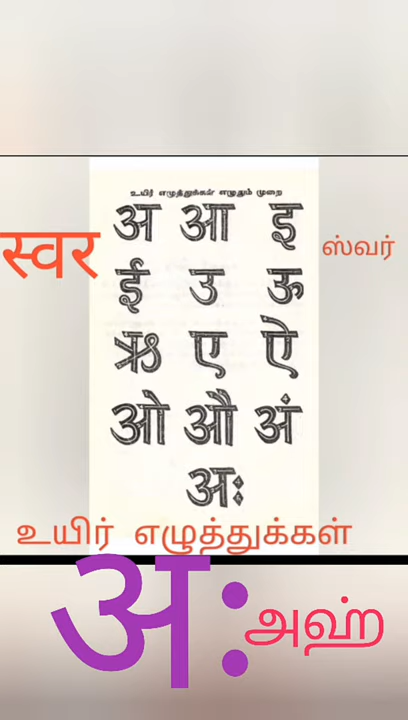 உயிர் எழுத்துக்கள் எழுதும் முறை
अ आ इ
स्वर
ஸ்வர்
ई उ ऊ
ऋ ए ऐ
ओ औ अं
अः
உயிர் எழுத்துக்கள்
अः
அஹ்